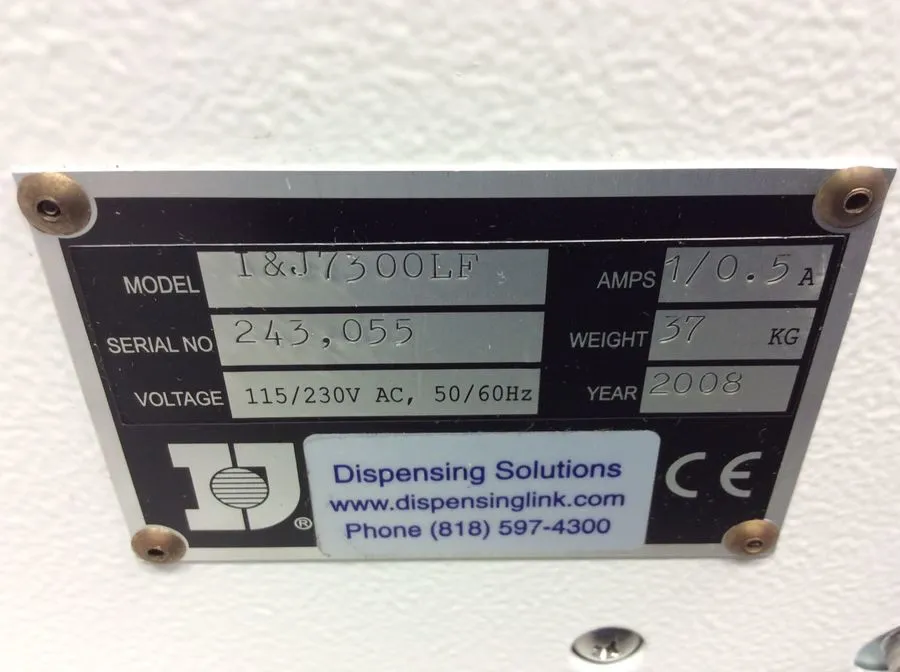 MODEL I&J7300LF AMPS 1/0.5 A
SERIAL NO 243,055 WEIGHT 37 KG
VOLTAGE 115/230V AC, 50/60Hz YEAR 2008
IJ ®
Dispensing Solutions
www.dispensinglink.com
Phone (818) 597-4300
CE